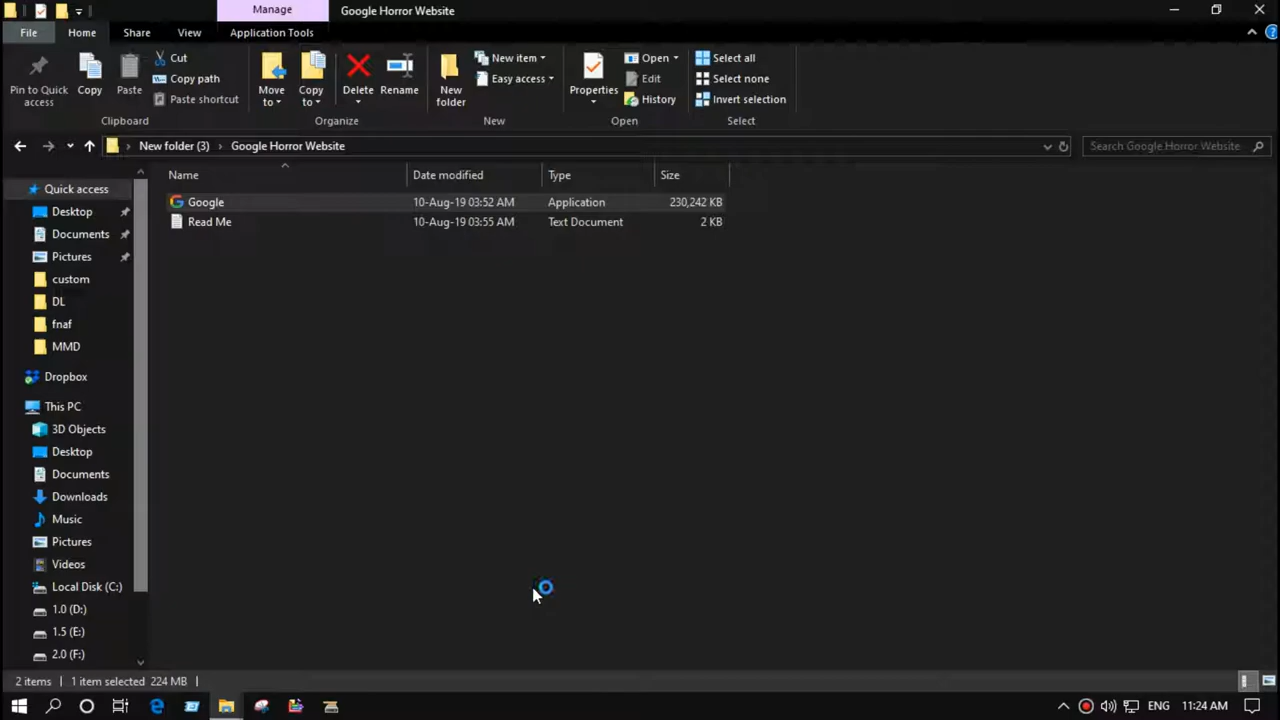 Manage
Google Horror Website
File
Home
Share
View
Application Tools
Pin to Quick access
Copy
Paste
Cut
Copy path
Paste shortcut
Clipboard
Move to
Copy to
Delete
Rename
Organize
New folder
New item
Easy access
New
Properties
Open
Edit
History
Open
Select all
Select none
Invert selection
Select
New folder (3) › Google Horror Website
Search Google Horror Website
Name
Date modified
Type
Size
Google
10-Aug-19 03:52 AM
Application
230,242 KB
Read Me
10-Aug-19 03:55 AM
Text Document
2 KB
Quick access
Desktop
Documents
Pictures
custom
DL
fnaf
MMD
Dropbox
This PC
3D Objects
Desktop
Documents
Downloads
Music
Pictures
Videos
Local Disk (C:)
1.0 (D:)
1.5 (E:)
2.0 (F:)
2 items
1 item selected 224 MB
ENG
11:24 AM